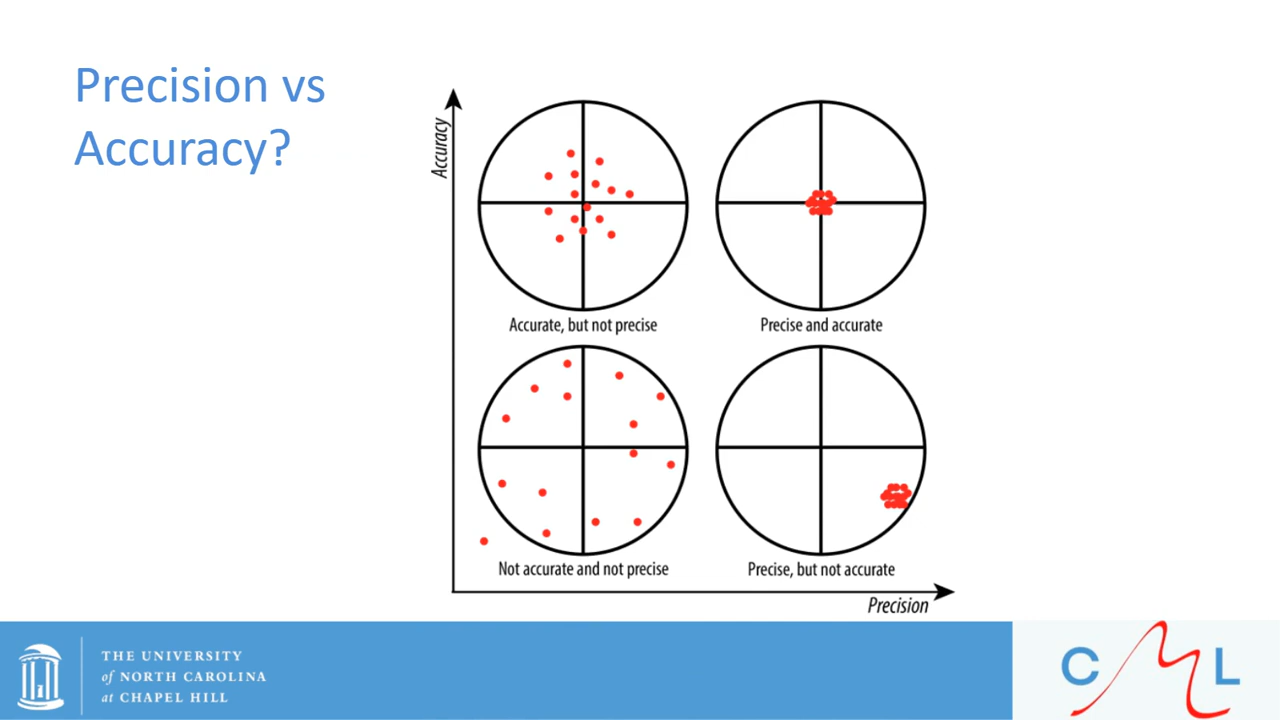 Precision vs
Accuracy?
Accuracy
Accurate, but not precise
Precise and accurate
Not accurate and not precise
Precise, but not accurate
Precision
THE UNIVERSITY
of NORTH CAROLINA
at CHAPEL HILL
CML